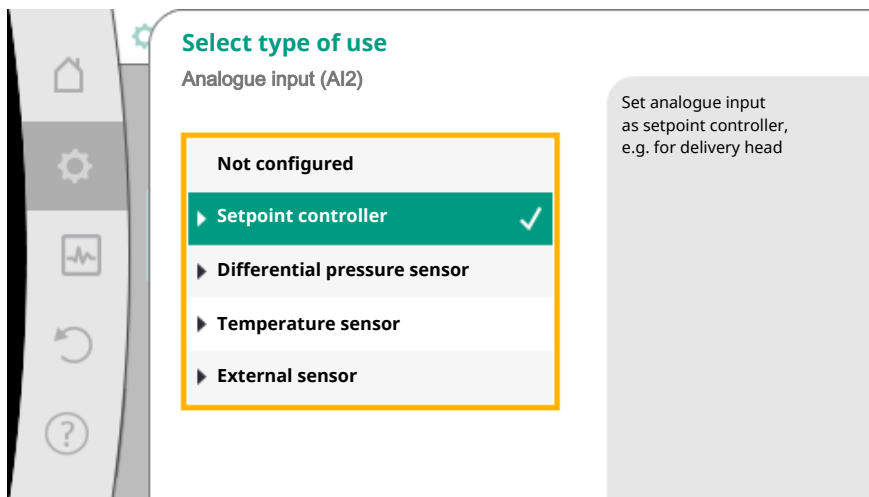 Select type of use
Analogue input (AI2)
Not configured
Setpoint controller
Differential pressure sensor
Temperature sensor
External sensor
Set analogue input
as setpoint controller,
e.g. for delivery head